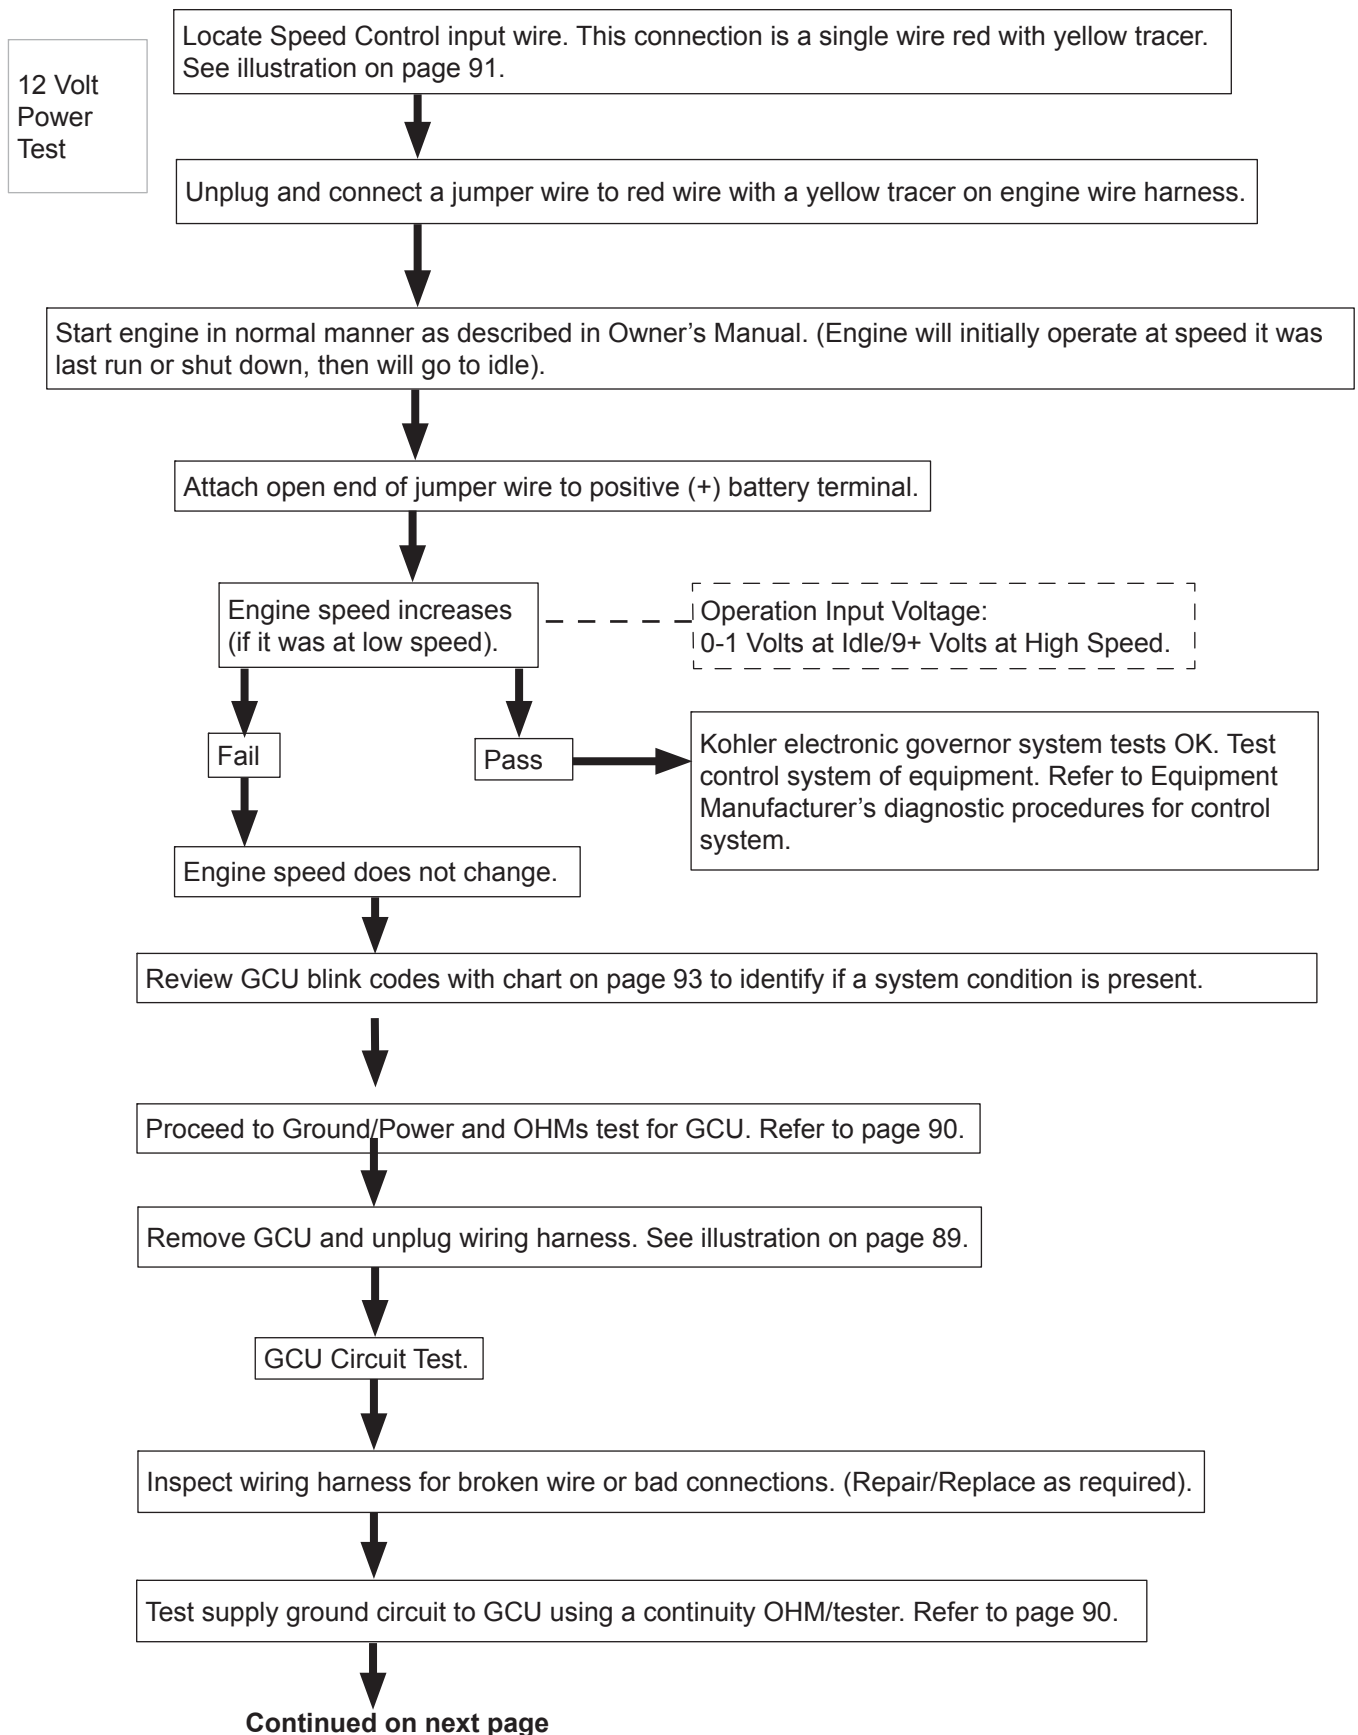 12 Volt
Power
Test
Locate Speed Control input wire. This connection is a single wire red with yellow tracer.
See illustration on page 91.
Unplug and connect a jumper wire to red wire with a yellow tracer on engine wire harness.
Start engine in normal manner as described in Owner’s Manual. (Engine will initially operate at speed it was
last run or shut down, then will go to idle).
Attach open end of jumper wire to positive (+) battery terminal.
Engine speed increases
(if it was at low speed).
Operation Input Voltage:
0-1 Volts at Idle/9+ Volts at High Speed.
Fail
Pass
Kohler electronic governor system tests OK. Test
control system of equipment. Refer to Equipment
Manufacturer’s diagnostic procedures for control
system.
Engine speed does not change.
Review GCU blink codes with chart on page 93 to identify if a system condition is present.
Proceed to Ground/Power and OHMs test for GCU. Refer to page 90.
Remove GCU and unplug wiring harness. See illustration on page 89.
GCU Circuit Test.
Inspect wiring harness for broken wire or bad connections. (Repair/Replace as required).
Test supply ground circuit to GCU using a continuity OHM/tester. Refer to page 90.
Continued on next page